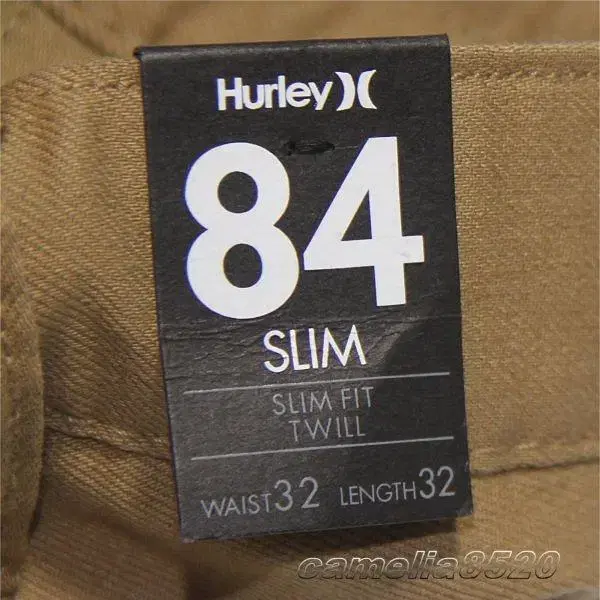 Hurley
84
SLIM
SLIM FIT
TWILL
WAIST 32 LENGTH 32
camelia8520